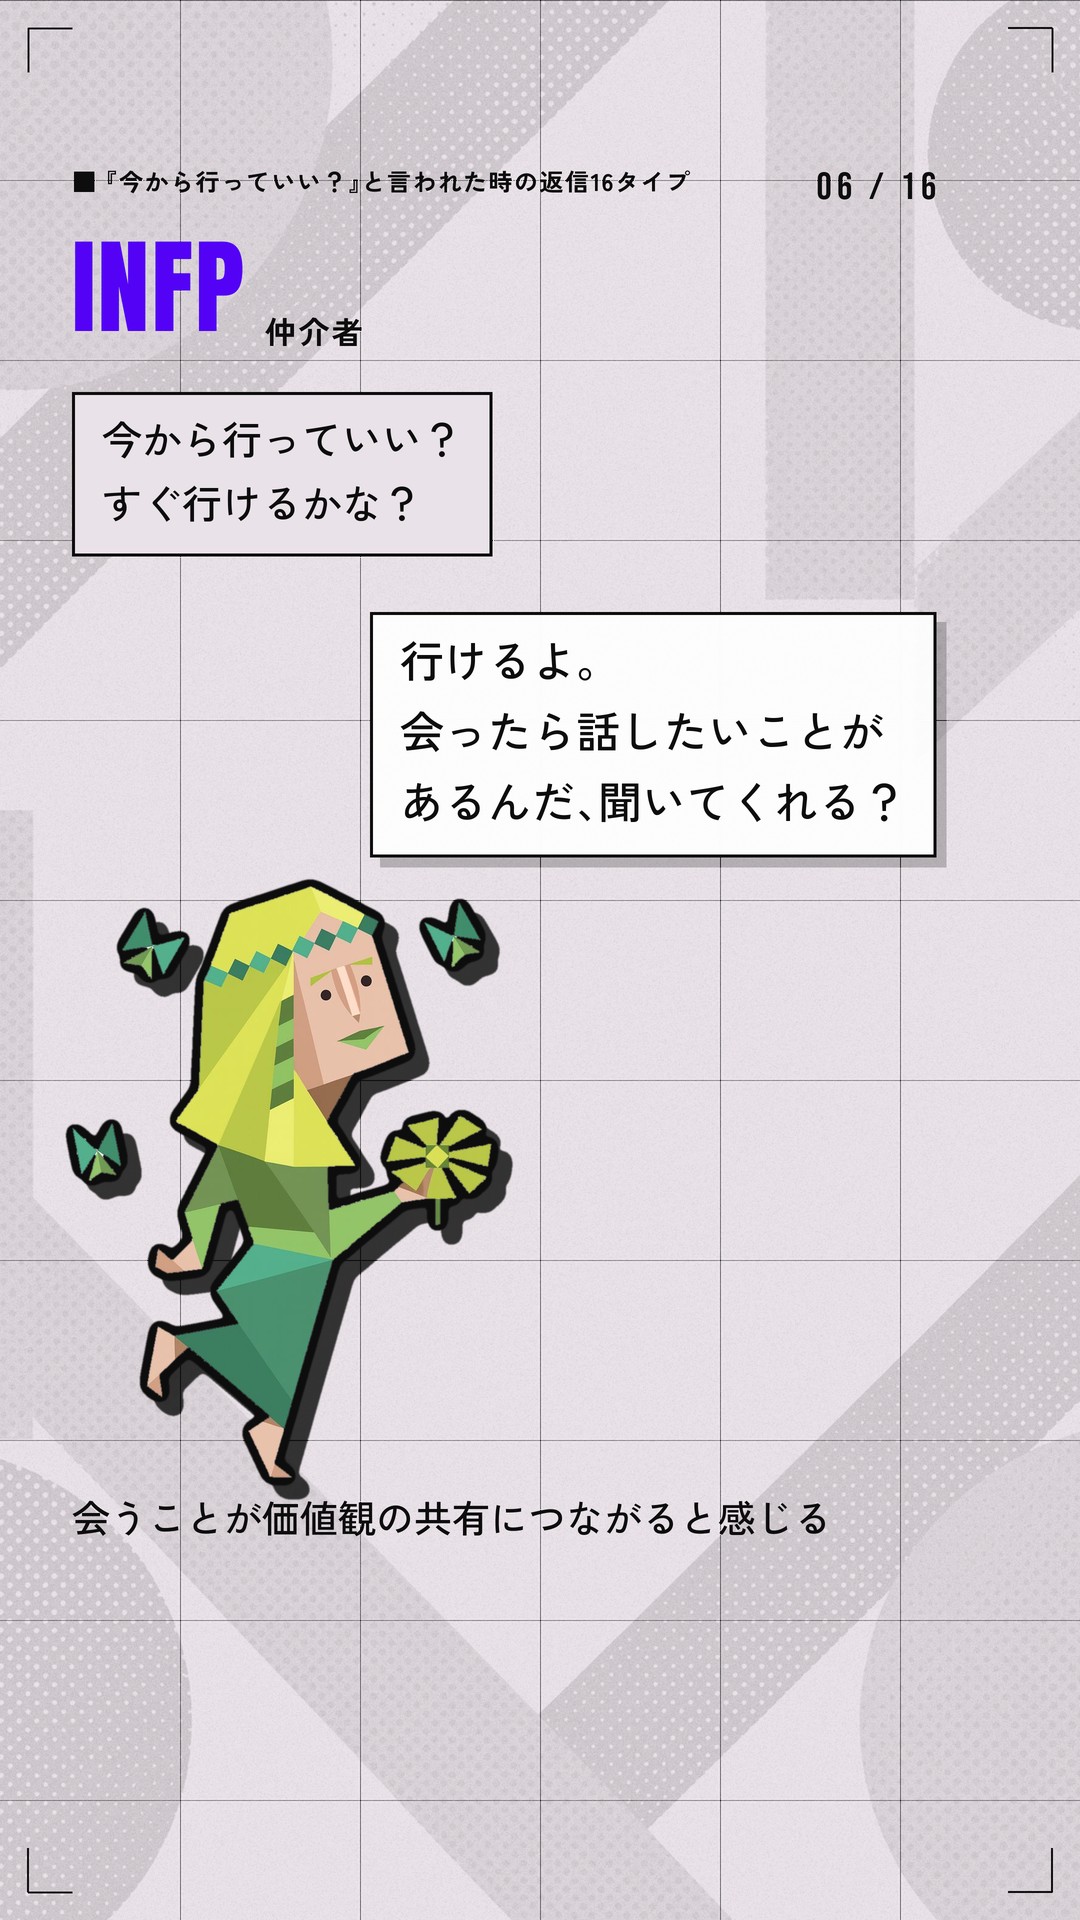 ■『今から行っていい？』と言われた時の返信16タイプ
06 / 16
INFP
仲介者
今から行っていい？
すぐ行けるかな？
行けるよ。
会ったら話したいことが
あるんだ、聞いてくれる？
会うことが価値観の共有につながると感じる